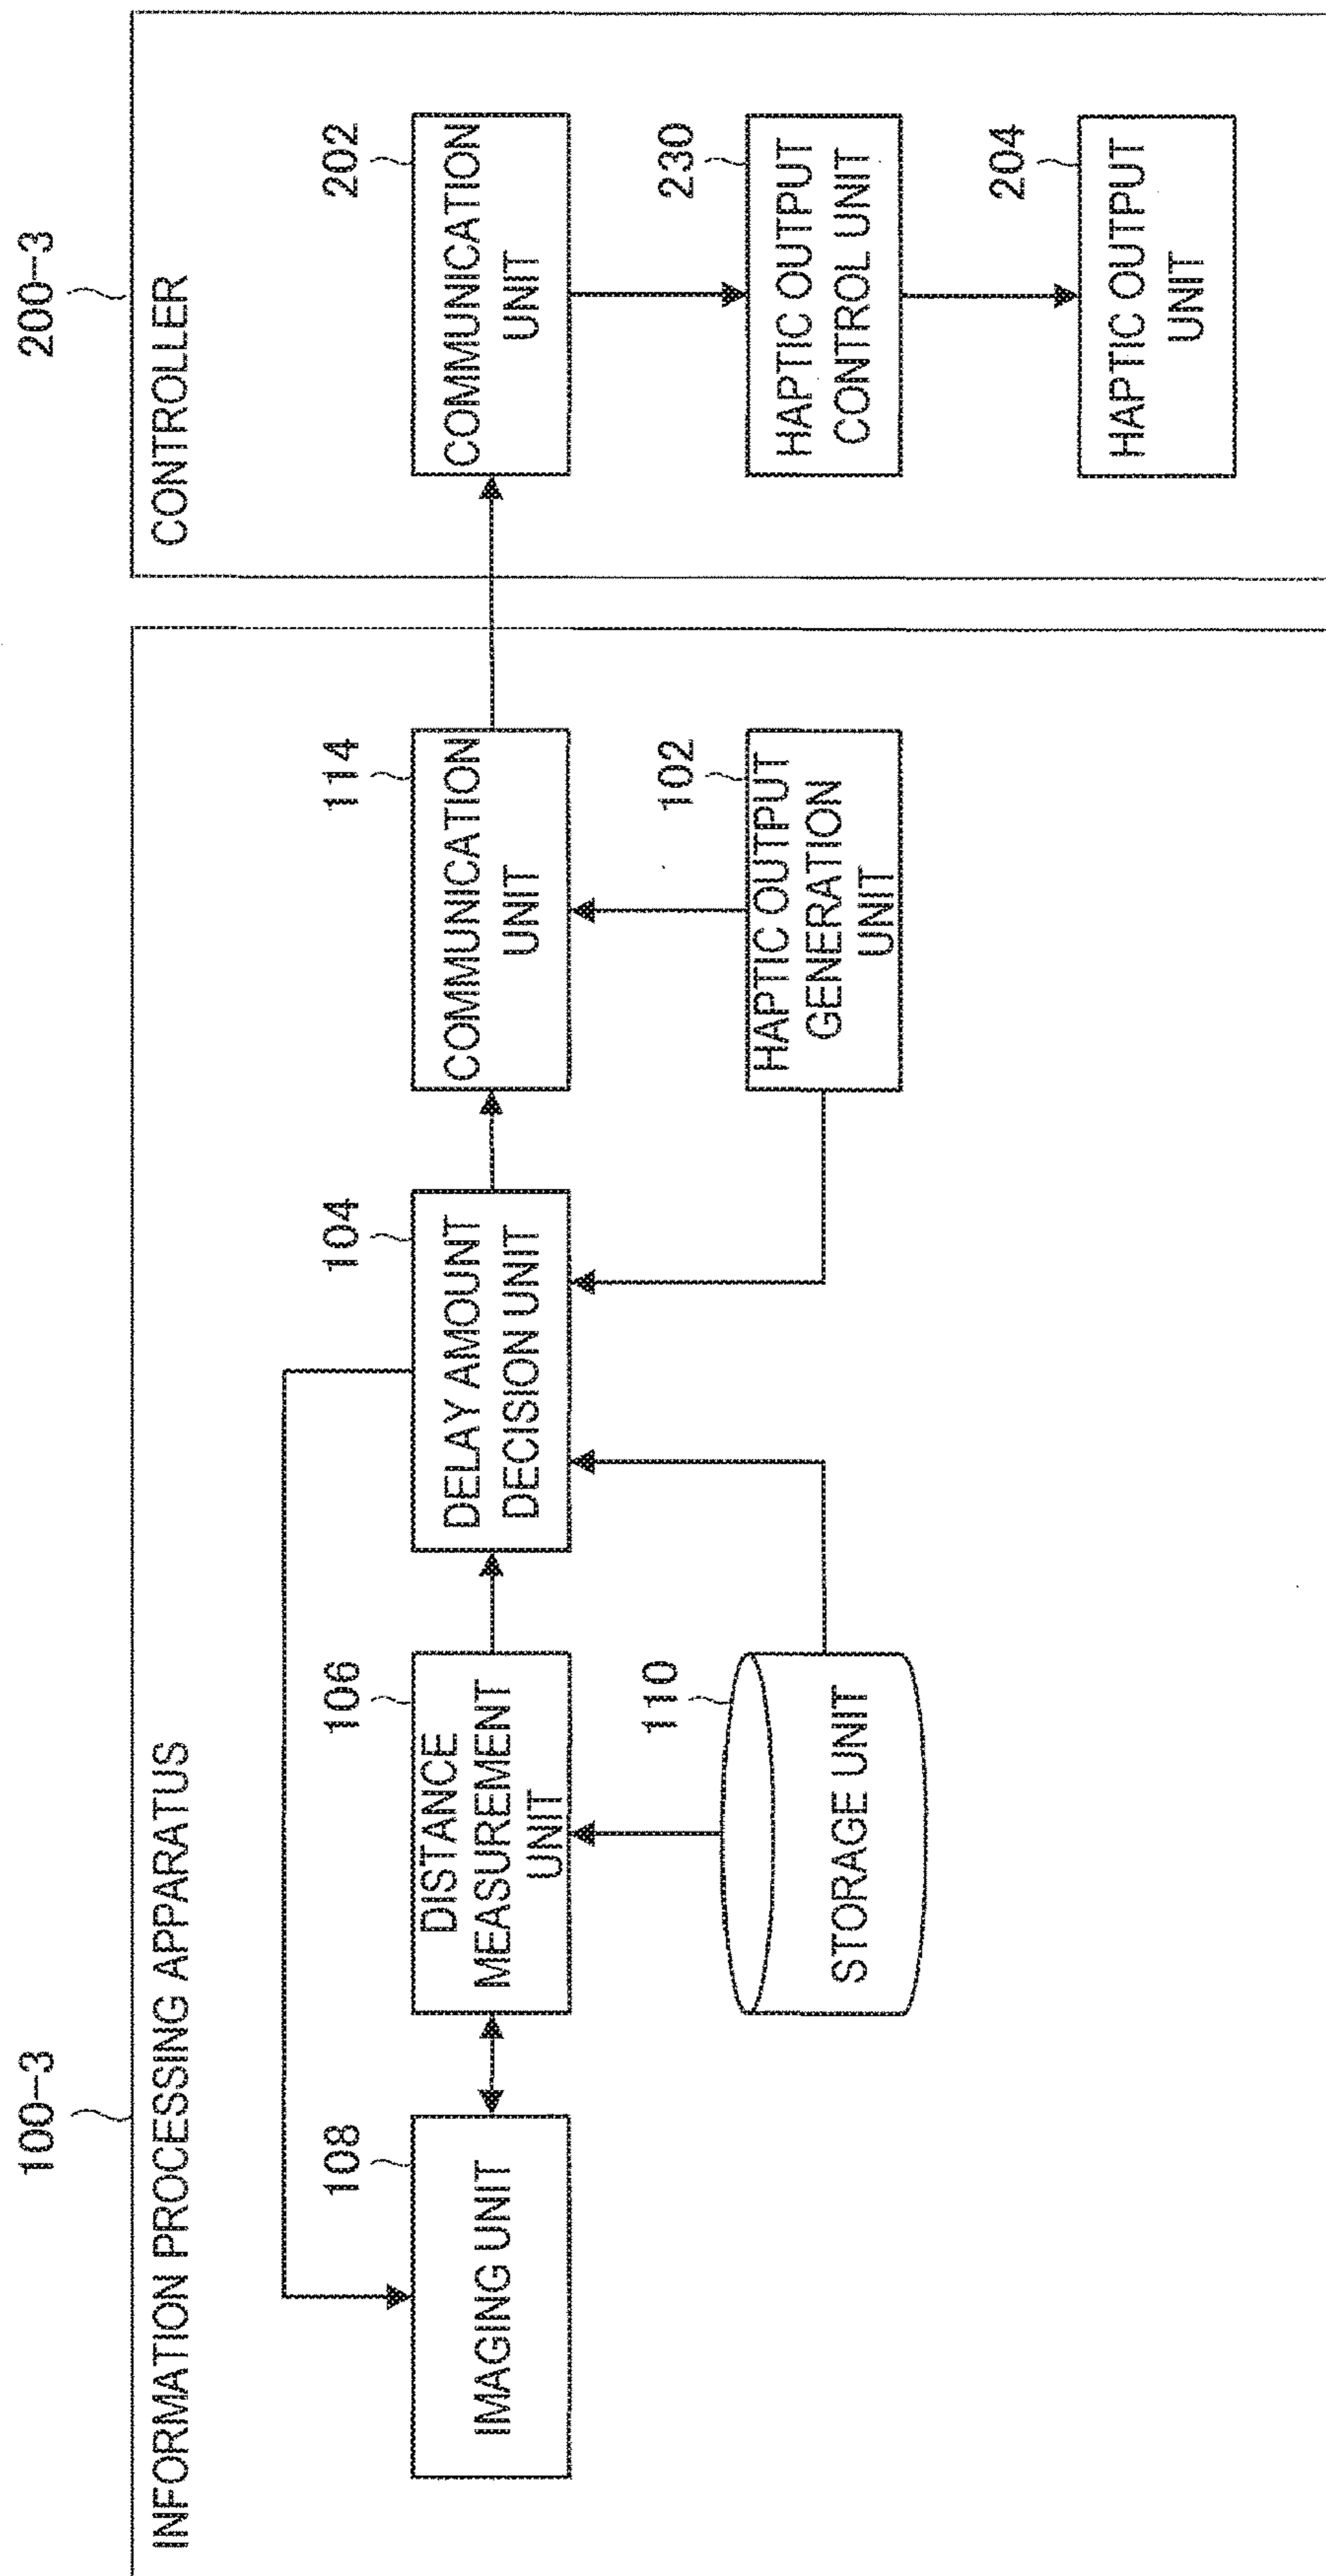 100-3
INFORMATION PROCESSING APPARATUS
108
IMAGING UNIT
106
DISTANCE
MEASUREMENT
UNIT
110
STORAGE UNIT
104
DELAY AMOUNT
DECISION UNIT
114
COMMUNICATION
UNIT
102
HAPTIC OUTPUT
GENERATION
UNIT
200-3
CONTROLLER
202
COMMUNICATION
UNIT
230
HAPTIC OUTPUT
CONTROL UNIT
204
HAPTIC OUTPUT
UNIT